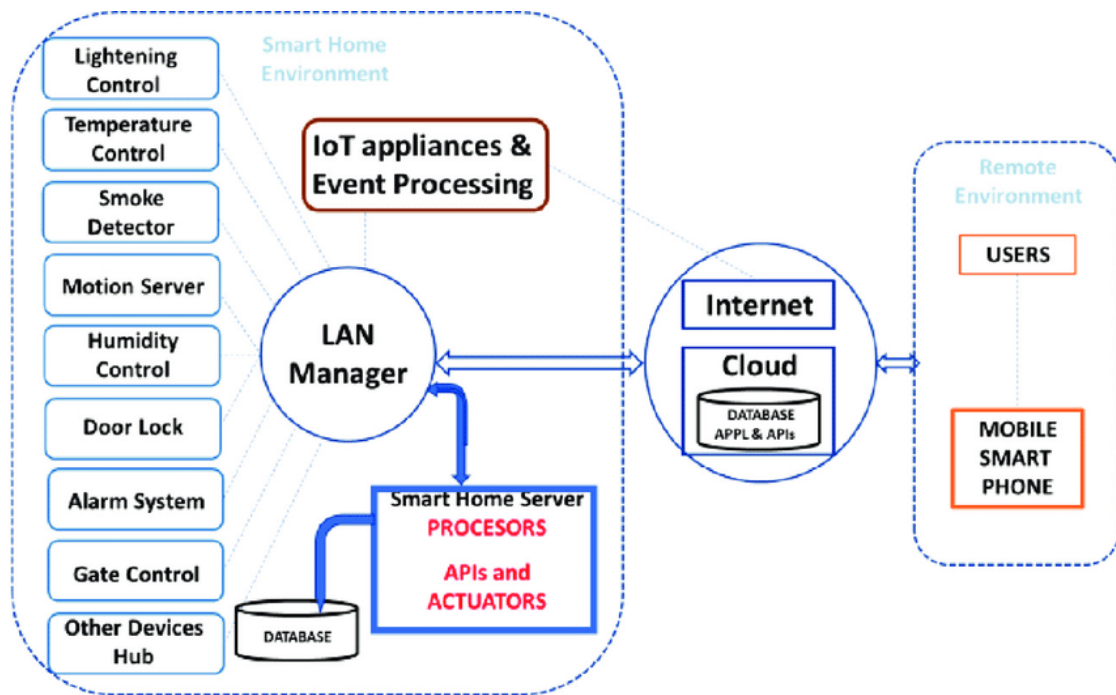 Smart Home
Environment
Lightening
Control
Temperature
Control
Smoke
Detector
Motion Server
Humidity
Control
Door Lock
Alarm System
Gate Control
Other Devices
Hub
IoT appliances &
Event Processing
LAN
Manager
Smart Home Server
PROCESORS
APIs and
ACTUATORS
DATABASE
Internet
Cloud
DATABASE
APPL & APIs
Remote
Environment
USERS
MOBILE
SMART
PHONE